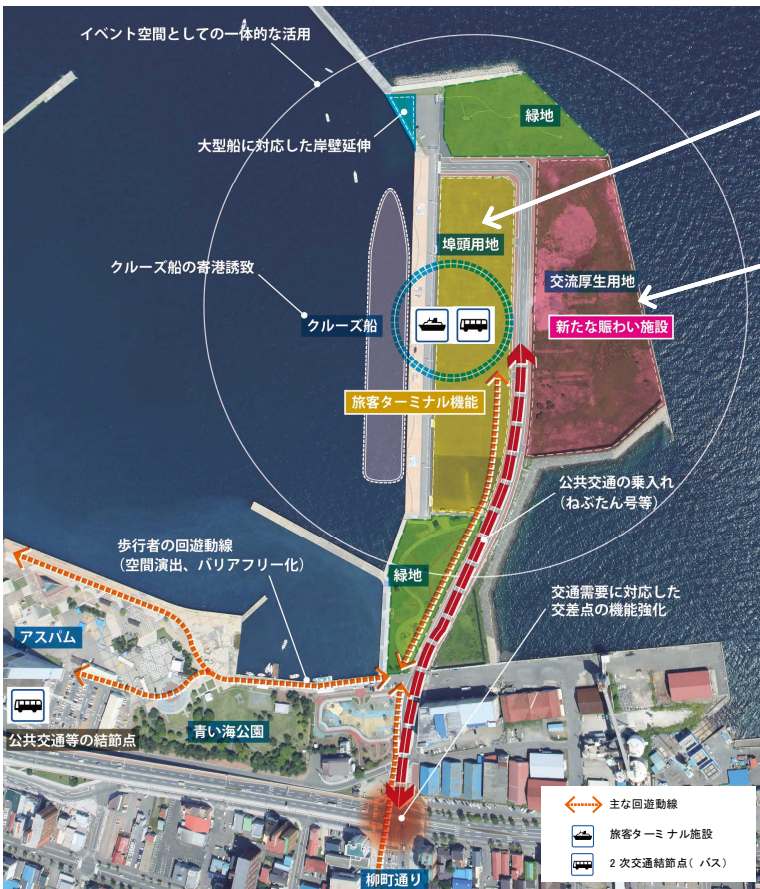 イベント空間としての一体的な活用
緑地
大型船に対応した岸壁延伸
埠頭用地
クルーズ船の寄港誘致
交流厚生用地
クルーズ船
新たな賑わい施設
旅客ターミナル機能
公共交通の乗入れ
(ねぶたん号等)
歩行者の回遊動線
(空間演出、バリアフリー化)
緑地
交通需要に対応した
交差点の機能強化
アスパム
青い海公園
公共交通等の結節点
主な回遊動線
旅客ターミナル施設
2次交通結節点(バス)
柳町通り